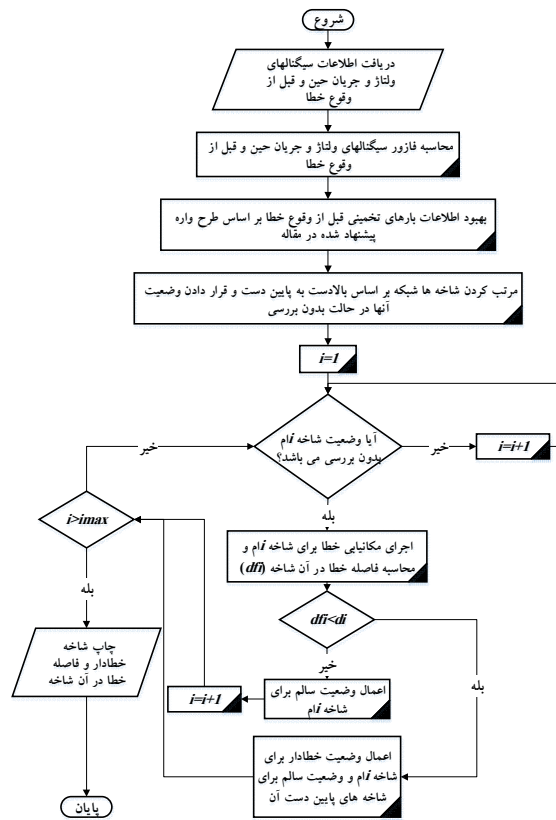 شروع
دریافت اطلاعات سیگنالهای
ولتاژ و جریان حین و قبل از
وقوع خطا
محاسبه فازور سیگنالهای ولتاژ و جریان حین و قبل از
وقوع خطا
بهبود اطلاعات بارهای تخمینی قبل از وقوع خطا بر اساس طرح واره
پیشنهاد شده در مقاله
مرتب کردن شاخه ها شبکه بر اساس بالادست به پایین دست و قرار دادن وضعیت
آنها در حالت بدون بررسی
i=1
آیا وضعیت شاخه iام
بدون بررسی می باشد؟
خیر
i=i+1
خیر
بله
i>imax
اجرای مکانیابی خطا برای شاخه iام و
محاسبه فاصله خطا در آن شاخه (dfi)
بله
dfi<di
چاپ شاخه
خطادار و فاصله
خطا در آن شاخه
خیر
بله
اعمال وضعیت سالم برای
شاخه iام
i=i+1
اعمال وضعیت خطادار برای
شاخه iام و وضعیت سالم برای
شاخه های پایین دست آن
پایان